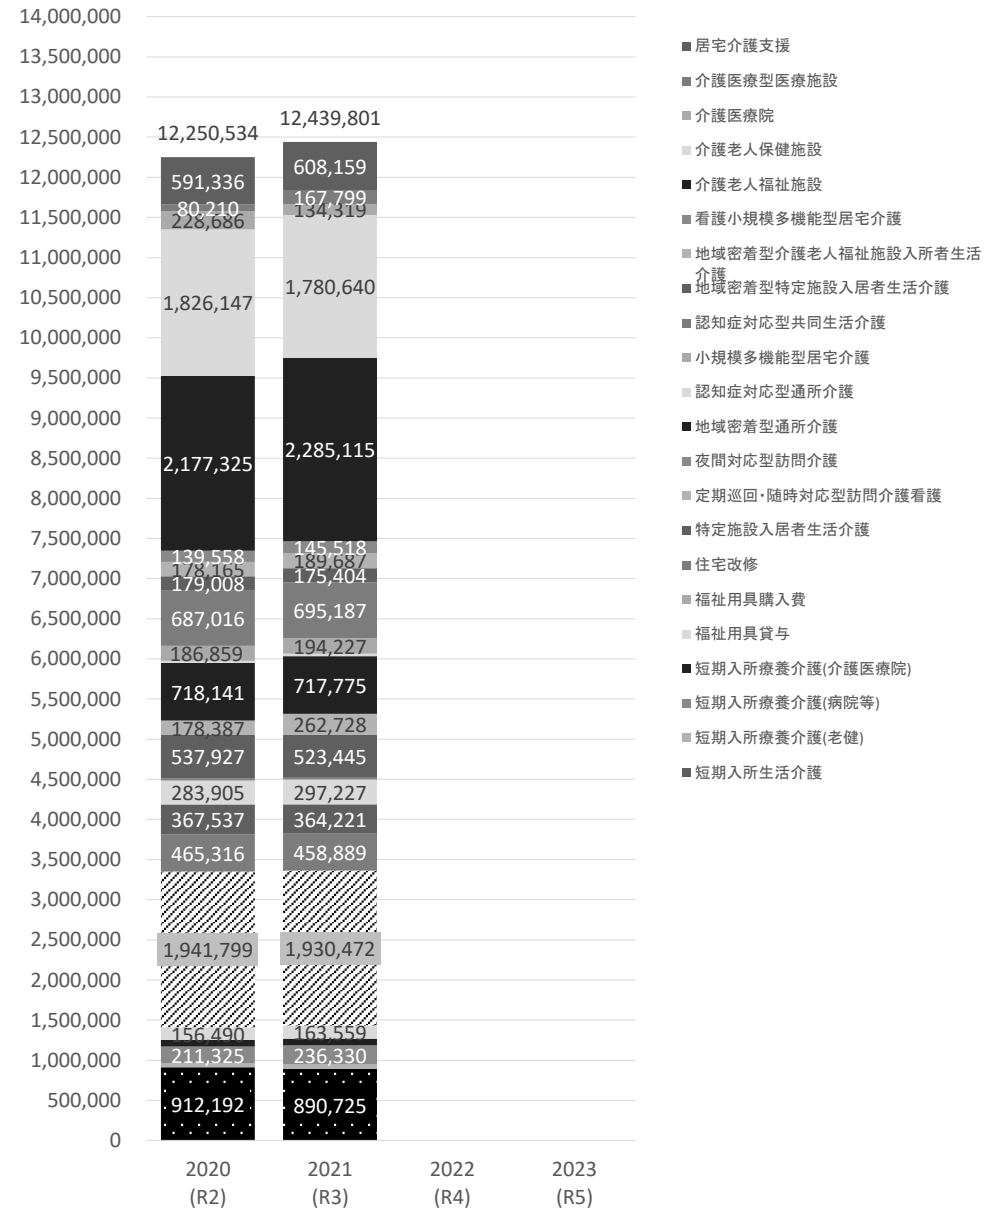 14,000,000
13,500,000
13,000,000
12,500,000
12,000,000
11,500,000
11,000,000
10,500,000
10,000,000
9,500,000
9,000,000
8,500,000
8,000,000
7,500,000
7,000,000
6,500,000
6,000,000
5,500,000
5,000,000
4,500,000
4,000,000
3,500,000
3,000,000
2,500,000
2,000,000
1,500,000
1,000,000
500,000
0
12,250,534
591,336
80,210
228,686
1,826,147
2,177,325
139,558
178,165
179,008
687,016
186,859
718,141
178,387
537,927
283,905
367,537
465,316
1,941,799
156,490
211,325
912,192
2020
(R2)
12,439,801
608,159
167,799
134,319
1,780,640
2,285,115
145,518
189,687
175,404
695,187
194,227
717,775
262,728
523,445
297,227
364,221
458,889
1,930,472
163,559
236,330
890,725
2021
(R3)
2022
(R4)
2023
(R5)
居宅介護支援
介護医療型医療施設
介護医療院
介護老人保健施設
介護老人福祉施設
看護小規模多機能型居宅介護
地域密着型介護老人福祉施設入所者生活
介護
地域密着型特定施設入居者生活介護
認知症対応型共同生活介護
小規模多機能型居宅介護
認知症対応型通所介護
地域密着型通所介護
夜間対応型訪問介護
定期巡回・随時対応型訪問介護看護
特定施設入居者生活介護
住宅改修
福祉用具購入費
福祉用具貸与
短期入所療養介護(介護医療院)
短期入所療養介護(病院等)
短期入所療養介護(老健)
短期入所生活介護